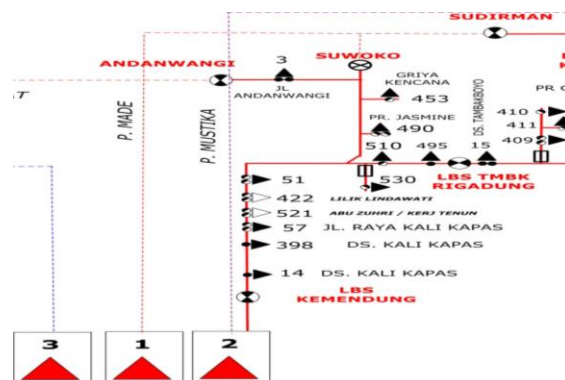 SUDIRMAN
ANDANWANGI
3
SUWOKO
JL
ANDANWANGI
GRIYA
KENCANA
453
P. MADE
P. MUSTIKA
PR. JASMINE
490
DS. TAMBAKBOYO
410
411
409
510
495
15
LBS TMBK
RIGADUNG
530
51
422 LILIK LINDAWATI
521 ABU ZUHRI / KERJ TENUN
57 JL. RAYA KALI KAPAS
398 DS. KALI KAPAS
14 DS. KALI KAPAS
LBS
KEMENDUNG
3
1
2